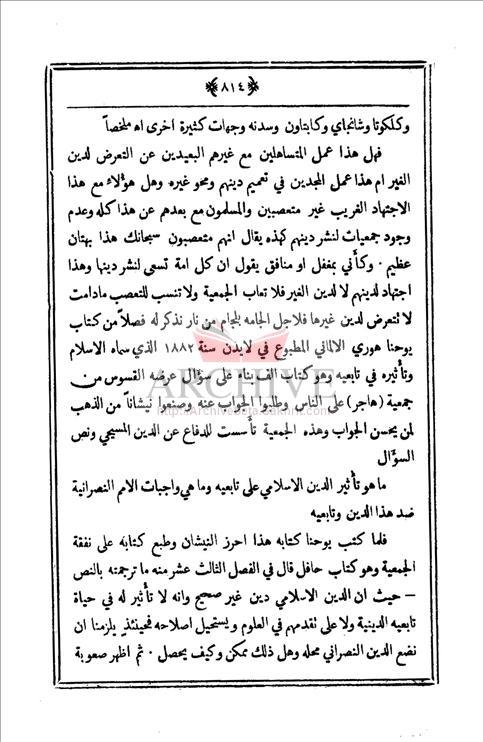 ﴿ ٨١٤ ﴾
وكلكوتا وشانجاي وكابتاون وسدنه وجهات كثيرة اخرى اه ملخصاً
فهل هذا عمل المتساهلين مع غيرهم البعيدين عن التعرض لدين
الغير ام هذا عمل المجدين في تعميم دينهم ومحو غيره وهل هؤلاء مع هذا
الاجتهاد الغريب غير متعصبين والمسلمون مع بعدهم عن هذا كله وعدم
وجود جمعيات لنشر دينهم كهذه يقال انهم متعصبون سبحانك هذا بهتان
عظيم . وكأني بمغفل او منافق يقول ان كل امة تسعى لنشر دينها وهذا
اجتهاد لدينهم لا لدين الغير فلا تعاب الجمعية ولا تنسب للتعصب مادامت
لا تتعرض لدين غيرها فلاجل الجامه بلجام من نار نذكر له فصلاً من كتاب
يوحنا هوري الالماني المطبوع في لايدن سنة ١٨٨٢ الذي سماه الاسلام
وتأثيره في تابعيه وهو كتاب الف بناء على سؤال عرضه القسوس من
جمعية (هاجر) على الناس وطلبوا الجواب عنه وصنعوا نيشاناً من الذهب
لمن يحسن الجواب وهذه الجمعية تأسست للدفاع عن الدين المسيحي ونص
السؤال
ما هو تأثير الدين الاسلامي على تابعيه وما هي واجبات الامم النصرانية
ضد هذا الدين وتابعيه
فلما كتب يوحنا كتابه هذا احرز النيشان وطبع كتابه على نفقة
الجمعية وهو كتاب حافل قال في الفصل الثالث عشر منه ما ترجمته بالنص
– حيث ان الدين الاسلامي دين غير صحيح وانه لا تأثير له في حياة
تابعيه الدينية ولا على تقدمهم في العلوم ويستحيل اصلاحه فحينئذ يلزمنا ان
نضع الدين النصراني محله وهل ذلك ممكن وكيف يحصل . ثم اظهر صعوبة
ARCHIVE